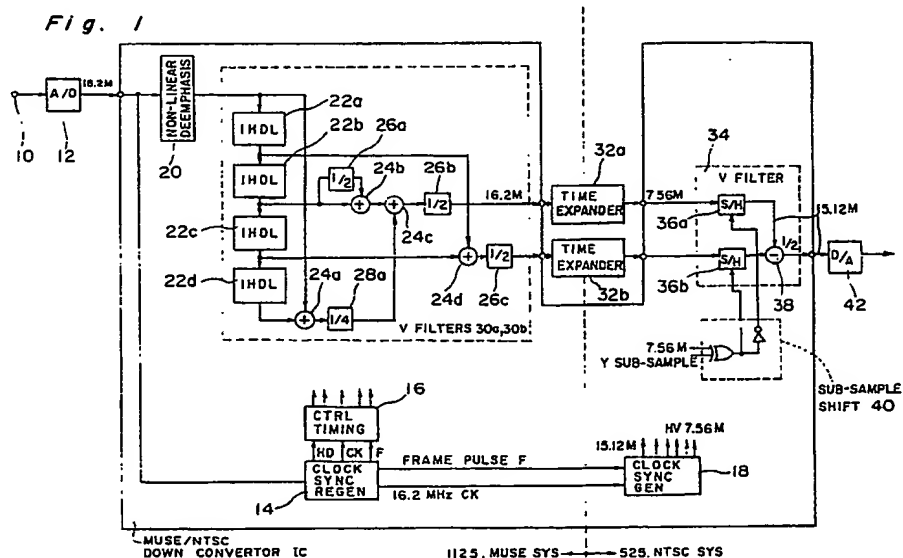 Fig. 1
A/D
16.2M
10
12
NON-LINEAR
DEEMPHASIS
20
1HDL
22a
1HDL
22b
1HDL
22c
1HDL
22d
26a
1/2
24b
24c
26b
1/2
16.2M
24a
28a
1/4
24d
1/2
26c
V FILTERS 30a,30b
32a
TIME
EXPANDER
7.56M
TIME
EXPANDER
32b
34
V FILTER
S/H
36a
15.12M
S/H
36b
38
1/2
15.12M
D/A
42
7.56M
Y SUB-SAMPLE
SUB-SAMPLE
SHIFT 40
16
CTRL
TIMING
HD CK F
CLOCK
SYNC
REGEN
14
FRAME PULSE F
16.2 MHz CK
15.12M
HV 7.56M
CLOCK
SYNC
GEN
18
MUSE/NTSC
DOWN CONVERTOR IC
1125. MUSE SYS
525. NTSC SYS